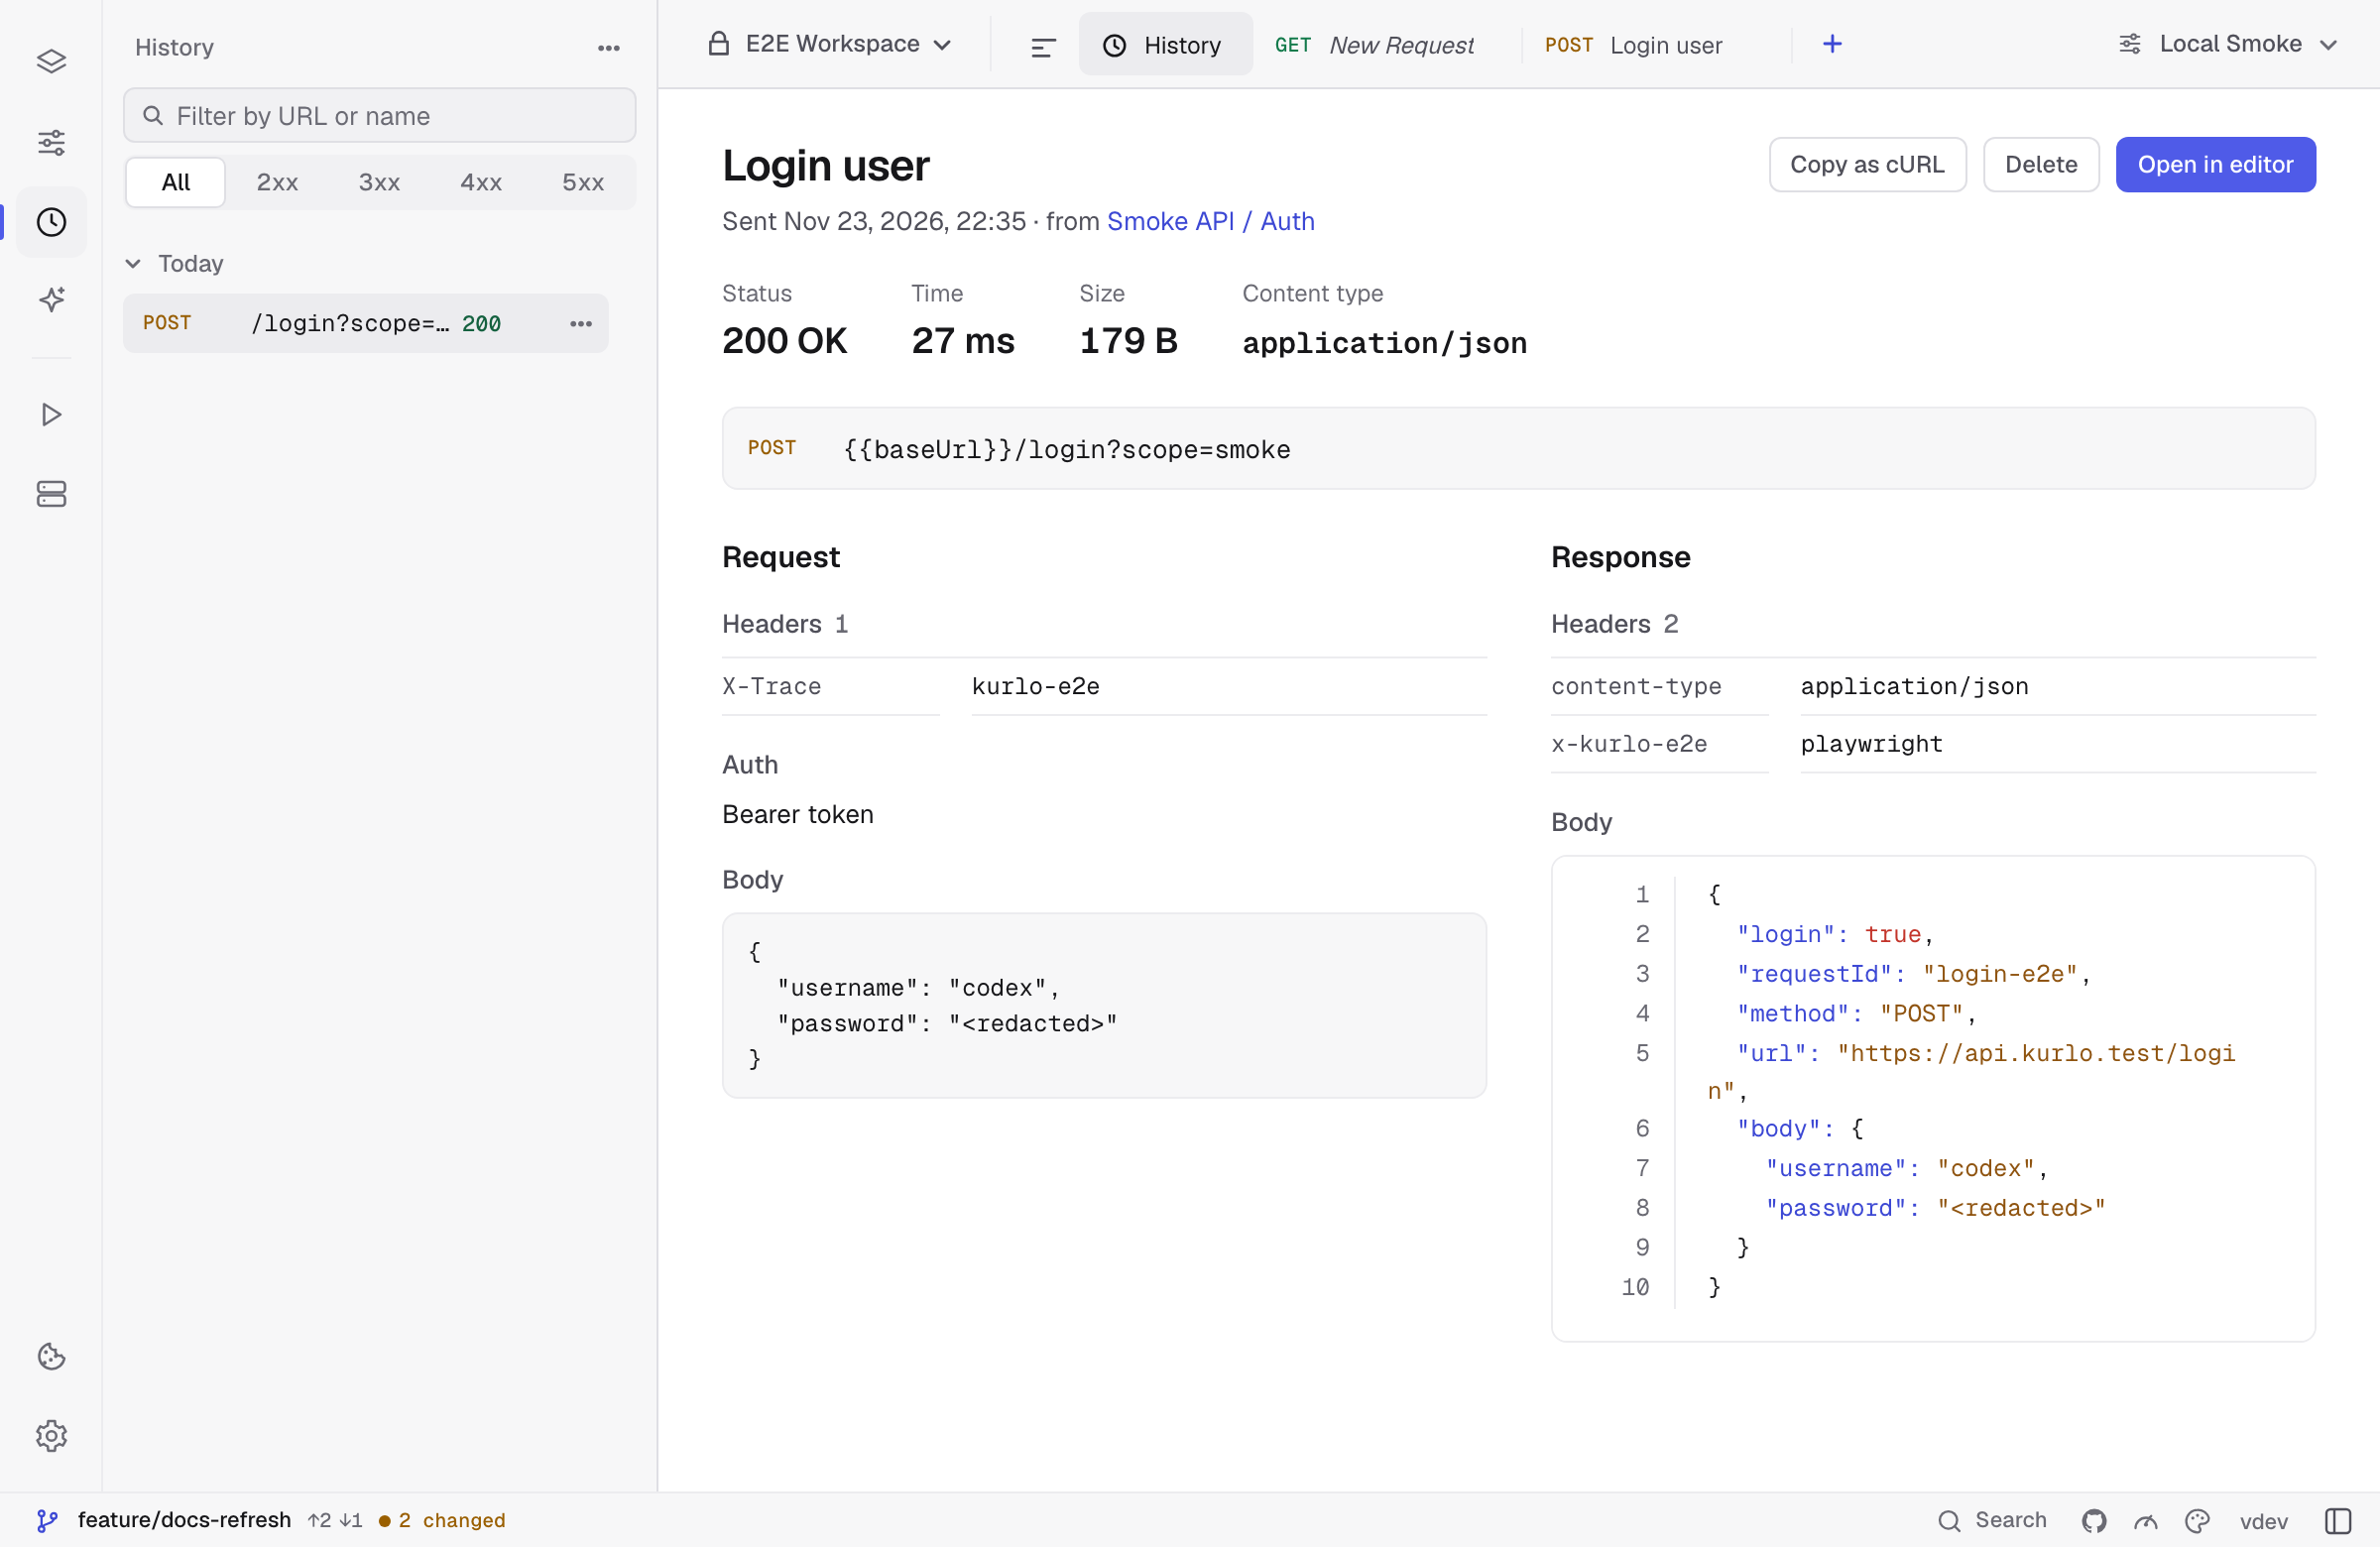 History
Filter by URL or name
All 2xx 3xx 4xx 5xx
Today
POST /login?scope=… 200
E2E Workspace
History
GET New Request
POST Login user
Local Smoke
Login user
Copy as cURL
Delete
Open in editor
Sent Nov 23, 2026, 22:35 · from Smoke API / Auth
Status Time Size Content type
200 OK 27 ms 179 B application/json
POST {{baseUrl}}/login?scope=smoke
Request
Headers 1
X-Trace kurlo-e2e
Auth
Bearer token
Body
{
"username": "codex",
"password": "<redacted>"
}
Response
Headers 2
content-type application/json
x-kurlo-e2e playwright
Body
1 {
2 "login": true,
3 "requestId": "login-e2e",
4 "method": "POST",
5 "url": "https://api.kurlo.test/logi
n",
6 "body": {
7 "username": "codex",
8 "password": "<redacted>"
9 }
10 }
feature/docs-refresh ↑2 ↓1 ● 2 changed
Search
vdev